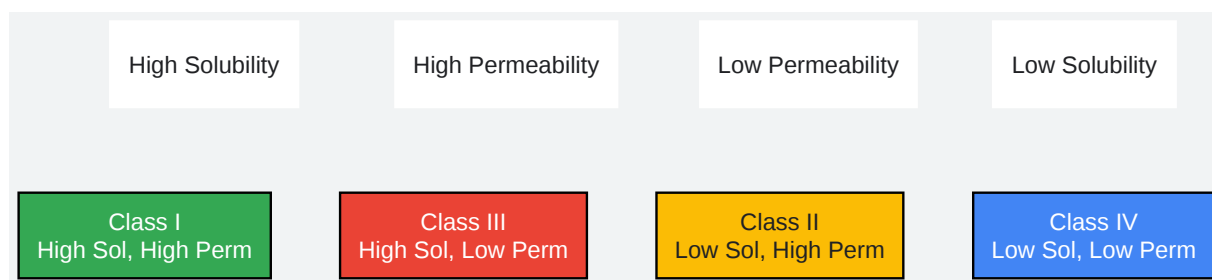 High Solubility
High Permeability
Low Permeability
Low Solubility
Class I
High Sol, High Perm
Class III
High Sol, Low Perm
Class II
Low Sol, High Perm
Class IV
Low Sol, Low Perm